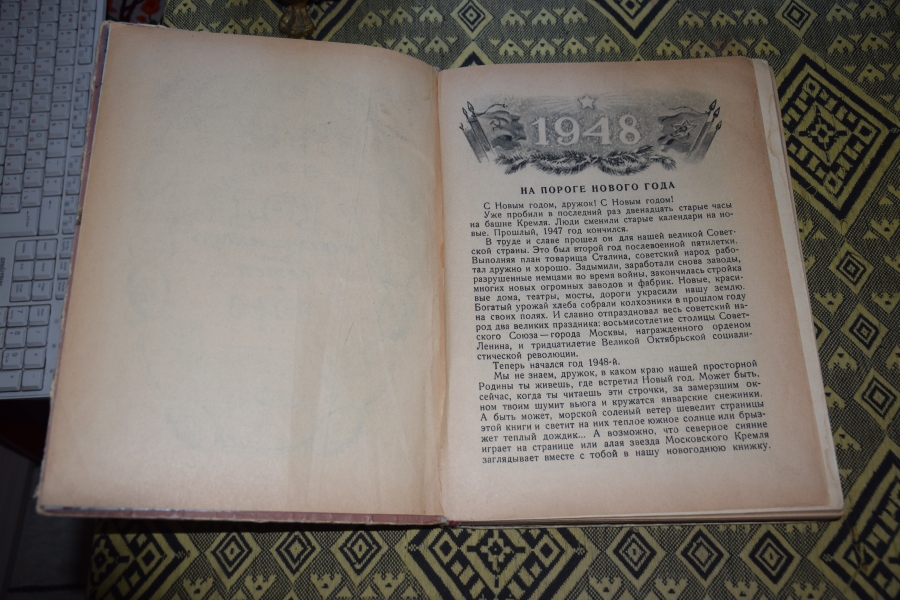 1948
НА ПОРОГЕ НОВОГО ГОДА
С Новым годом, дружок! С Новым годом!
Уже пробили в последний раз двенадцать старые часы
на башне Кремля. Люди сменили старые календари на но-
вые. Прошлый, 1947 год кончился.
В труде и славе прошел он для нашей великой Совет-
ской страны. Это был второй год послевоенной пятилетки.
Выполняя план товарища Сталина, советский народ рабо-
тал дружно и хорошо. Задымили, заработали снова заводы,
разрушенные немцами во время войны, закончилась стройка
многих новых огромных заводов и фабрик. Новые, краси-
вые дома, театры, мосты, дороги украсили нашу землю.
Богатый урожай хлеба собрали колхозники в прошлом году
на своих полях. И славно отпраздновал весь советский на-
род два великих праздника: восьмисотлетие столицы Совет-
ского Союза — города Москвы, награжденного орденом
Ленина, и тридцатилетие Великой Октябрьской социали-
стической революции.
Теперь начался год 1948-й.
Мы не знаем, дружок, в каком краю нашей просторной
Родины ты живешь, где встретил Новый год. Может быть,
сейчас, когда ты читаешь эти строчки, за замерзшим ок-
ном твоим шумит вьюга и кружатся январские снежинки.
А быть может, морской соленый ветер шевелит страницы
этой книги и светит на них теплое южное солнце или брыз-
жет теплый дождик... А возможно, что северное сияние
играет на странице или алая звезда Московского Кремля
заглядывает вместе с тобой в нашу новогоднюю книжку.